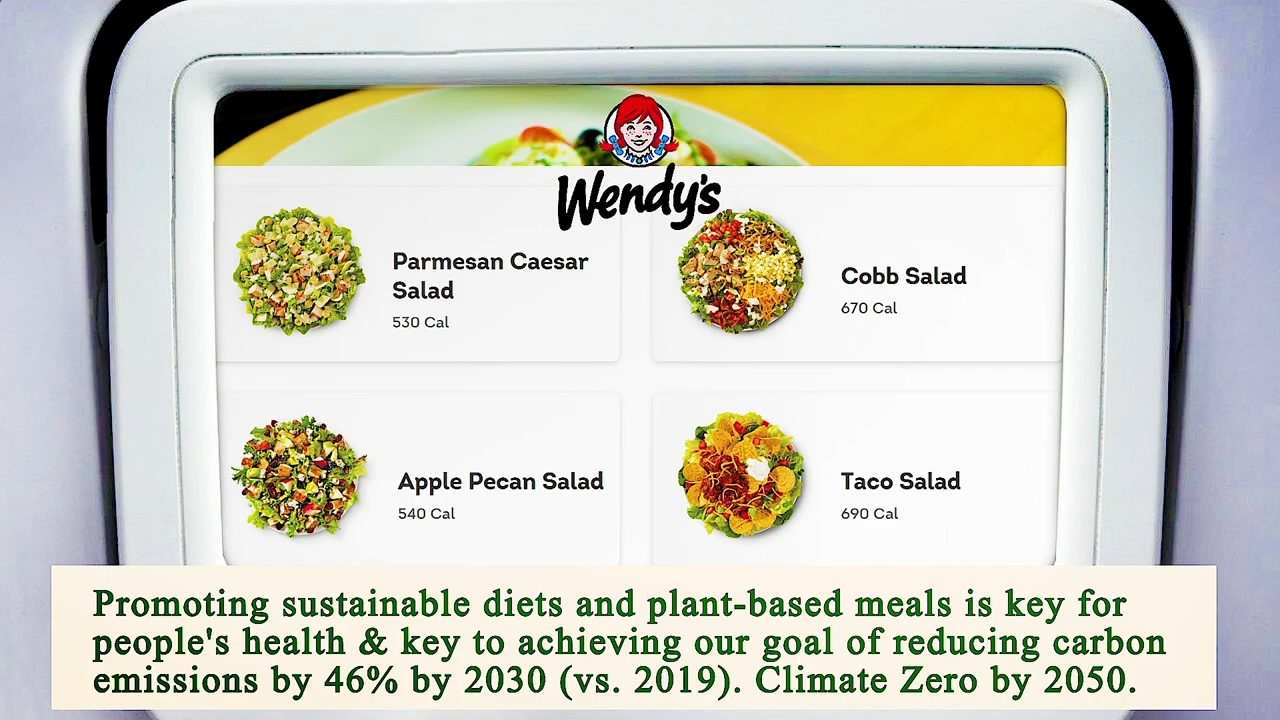 Wendy's
Parmesan Caesar
Salad
530 Cal
Cobb Salad
670 Cal
Apple Pecan Salad
540 Cal
Taco Salad
690 Cal
Promoting sustainable diets and plant-based meals is key for
people's health & key to achieving our goal of reducing carbon
emissions by 46% by 2030 (vs. 2019). Climate Zero by 2050.